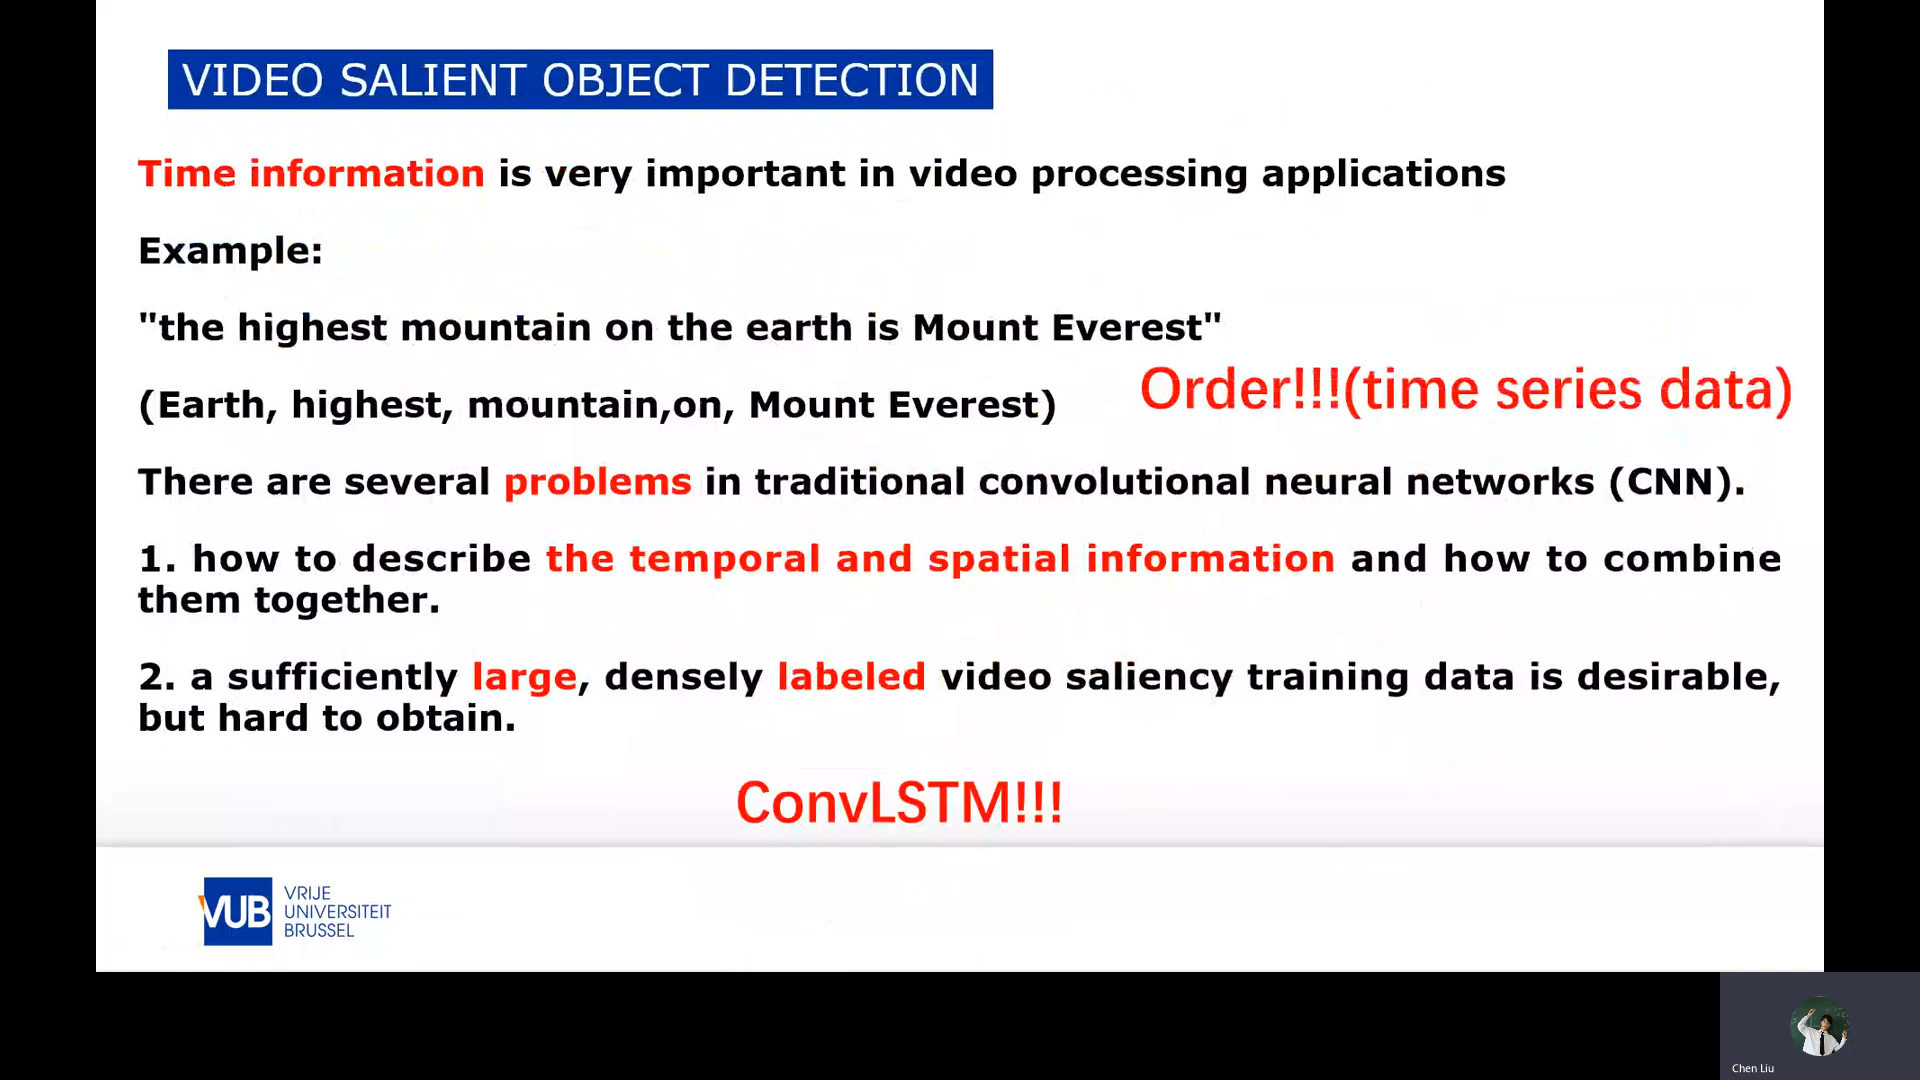 VIDEO SALIENT OBJECT DETECTION
Time information is very important in video processing applications
Example:
"the highest mountain on the earth is Mount Everest"
(Earth, highest, mountain,on, Mount Everest)
Order!!!(time series data)
There are several problems in traditional convolutional neural networks (CNN).
1. how to describe the temporal and spatial information and how to combine
them together.
2. a sufficiently large, densely labeled video saliency training data is desirable,
but hard to obtain.
ConvLSTM!!!
VUB
VRIJE
UNIVERSITEIT
BRUSSEL
Chen Liu